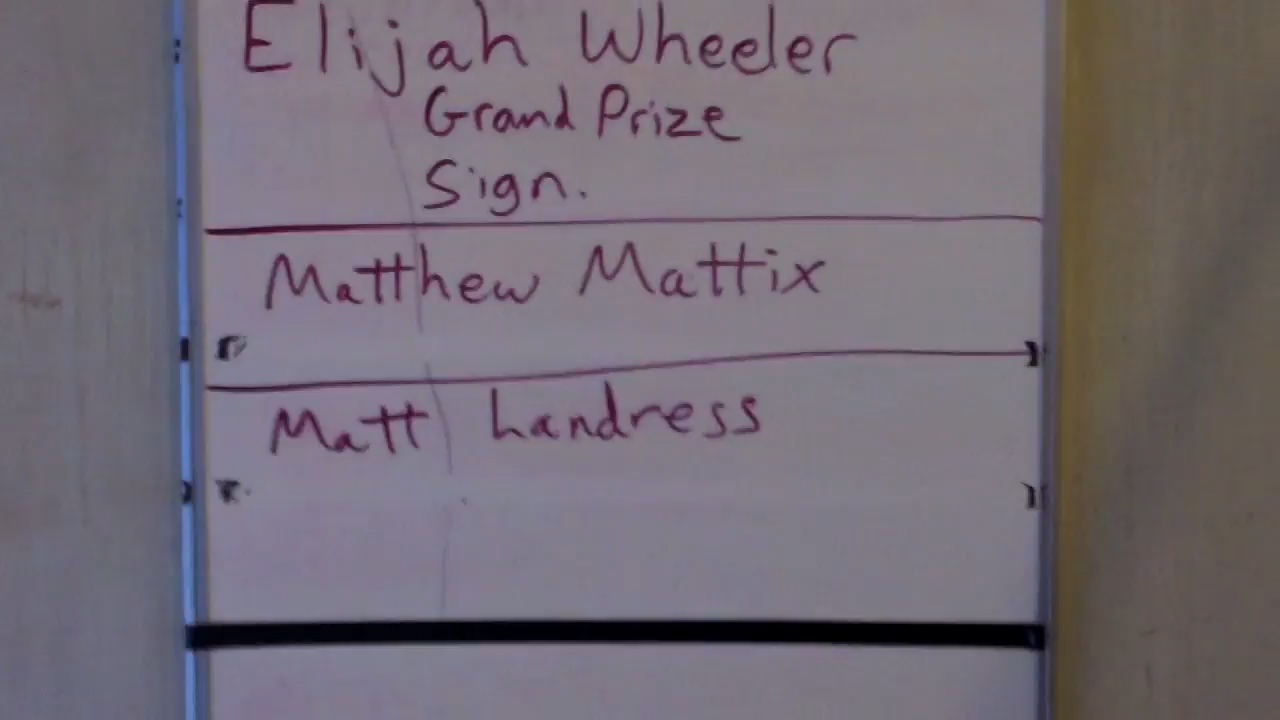 Elijah Wheeler
Grand Prize
Sign.
Matthew Mattix
Matt Landress